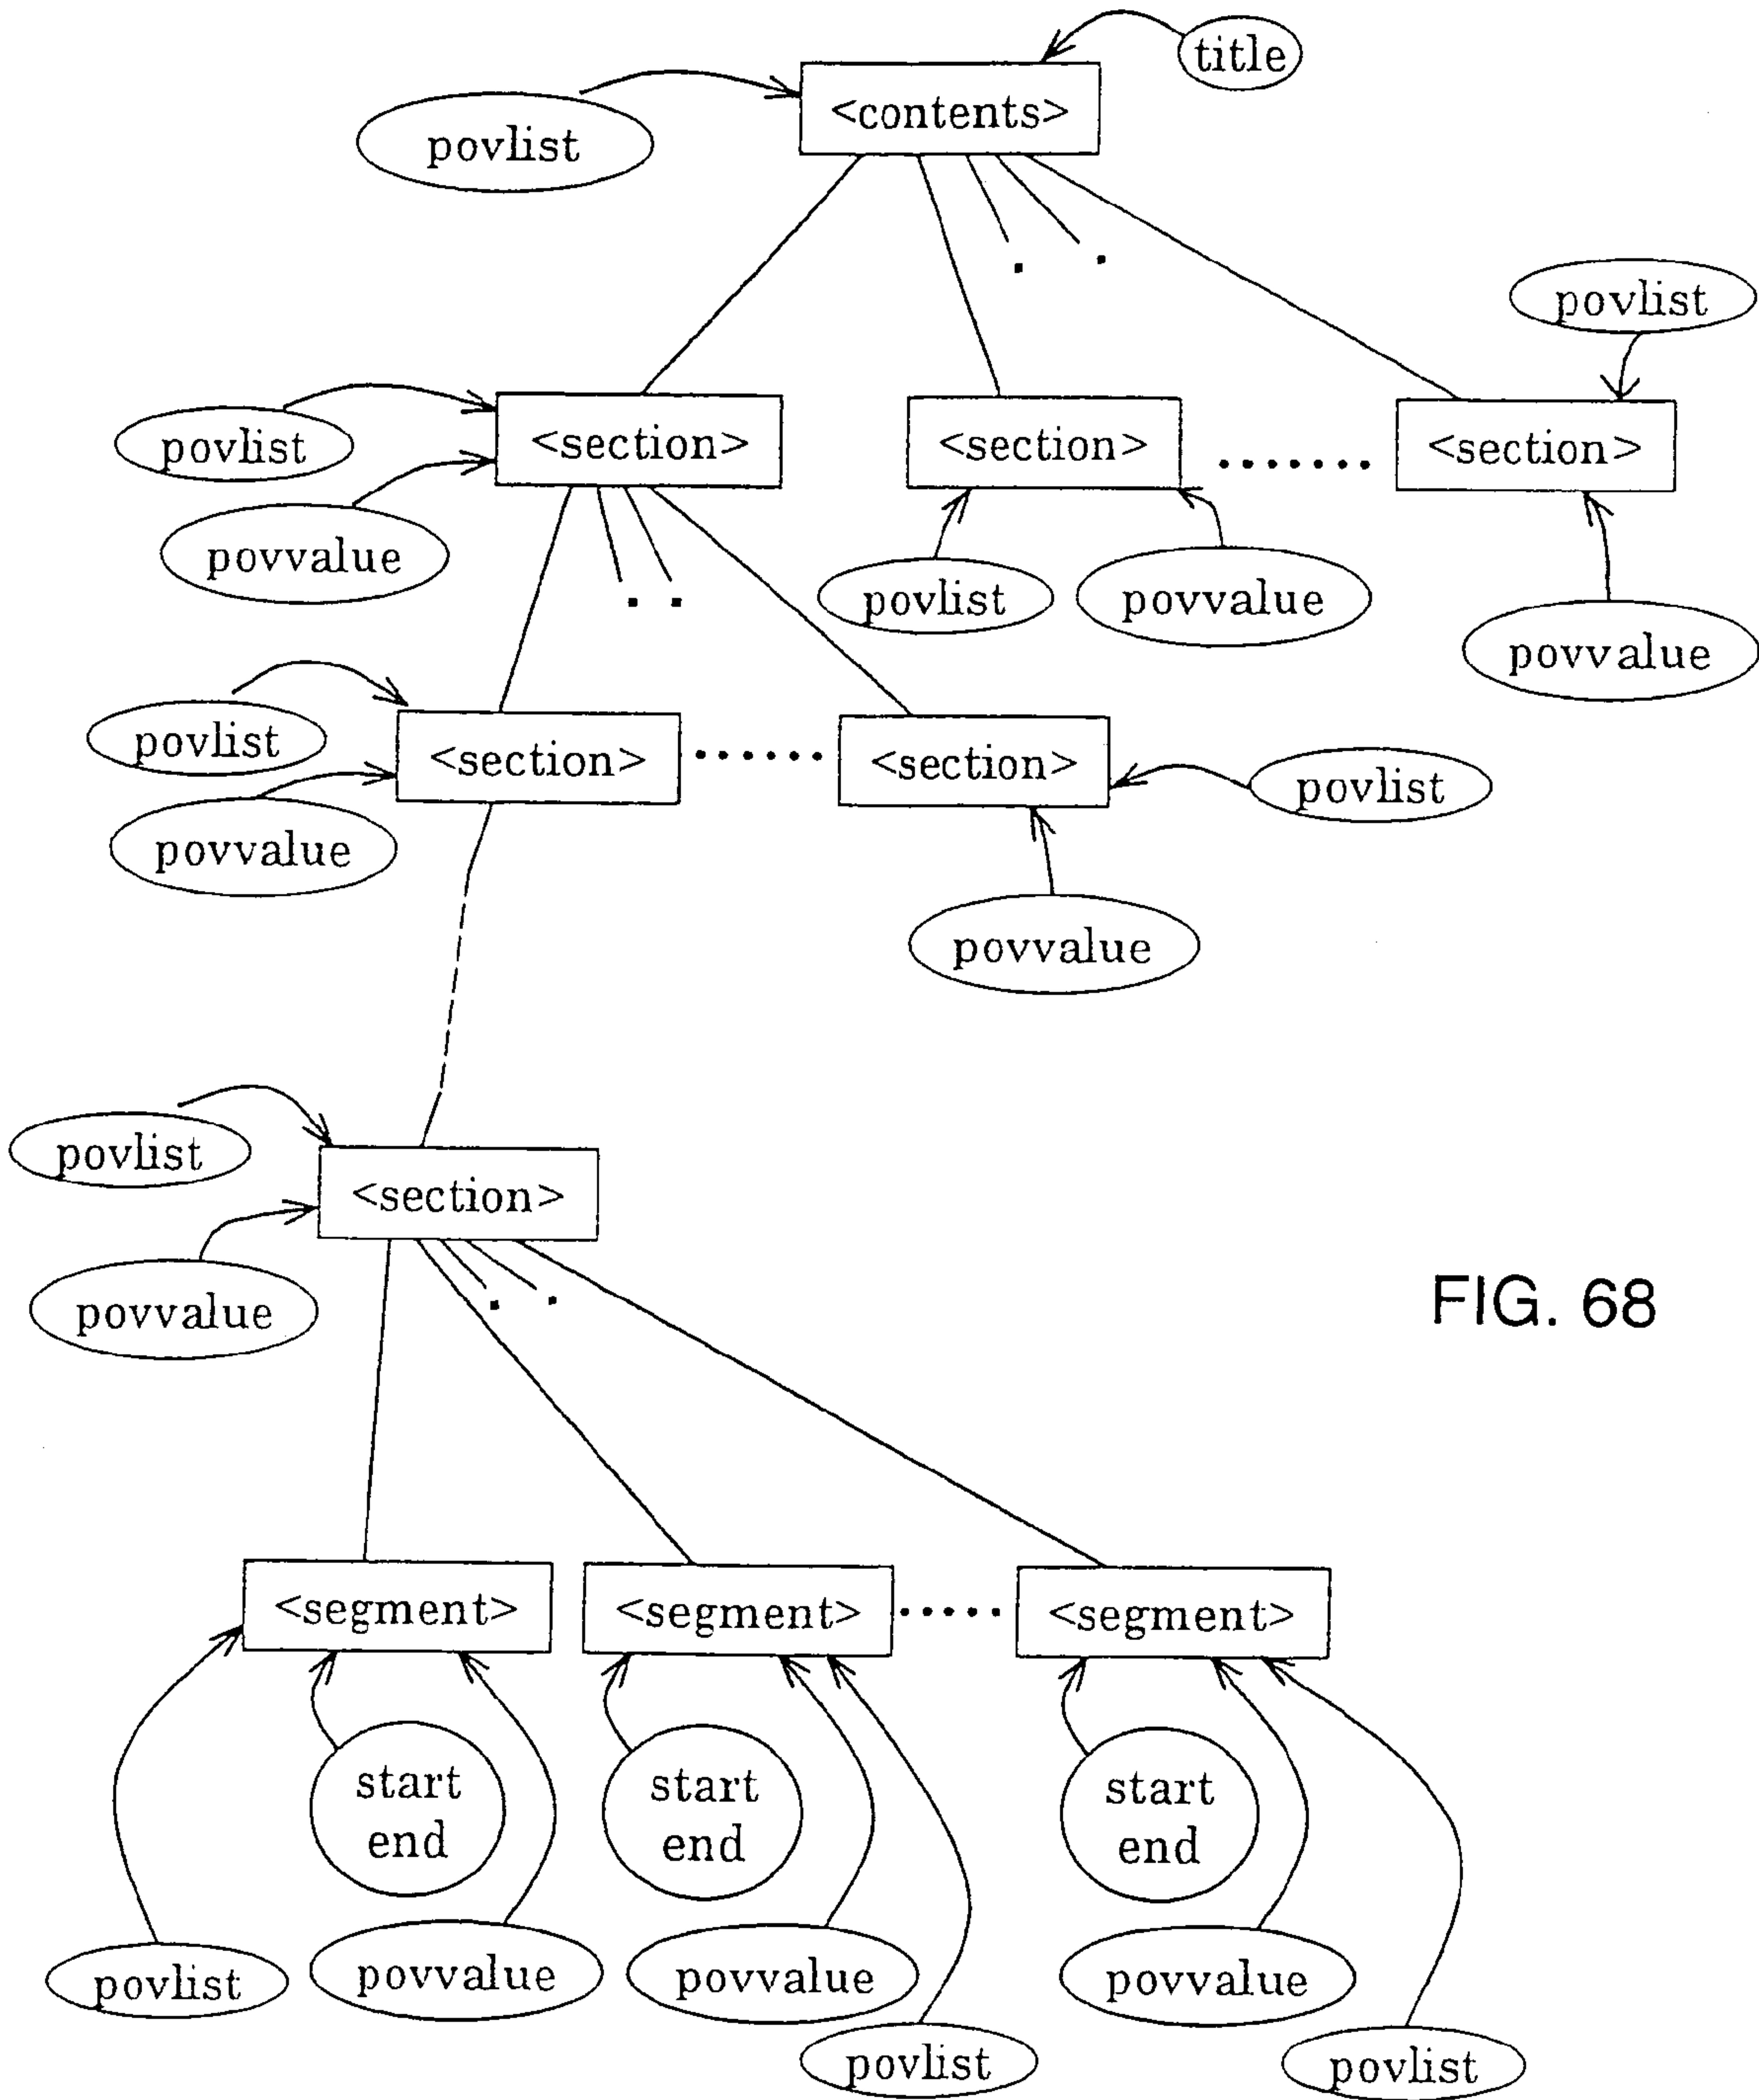 title
<contents>
povlist
povlist
povlist
<section>
<section>
<section>
povvalue
povlist
povvalue
povvalue
povlist
<section>
<section>
povlist
povvalue
povvalue
povlist
<section>
povvalue
FIG. 68
<segment>
<segment>
<segment>
start
end
start
end
start
end
povlist
povvalue
povvalue
povvalue
povlist
povlist